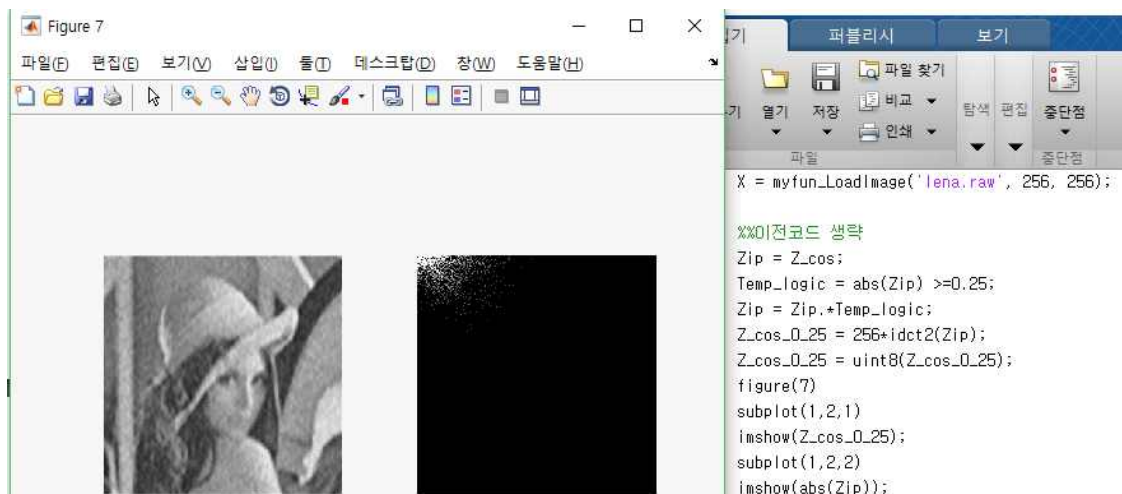 Figure 7
파일(F) 편집(E) 보기(V) 삽입(I) 툴(T) 데스크탑(D) 창(W) 도움말(H)
퍼블리시 보기
파일 찾기
열기 저장 비교
인쇄
탐색 편집 중단점
파일 중단점
X = myfun_LoadImage('lena.raw', 256, 256);
%%이전코드 생략
Zip = Z_cos;
Temp_logic = abs(Zip) >=0.25;
Zip = Zip.*Temp_logic;
Z_cos_0_25 = 256*idct2(Zip);
Z_cos_0_25 = uint8(Z_cos_0_25);
figure(7)
subplot(1,2,1)
imshow(Z_cos_0_25);
subplot(1,2,2)
imshow(abs(Zip));